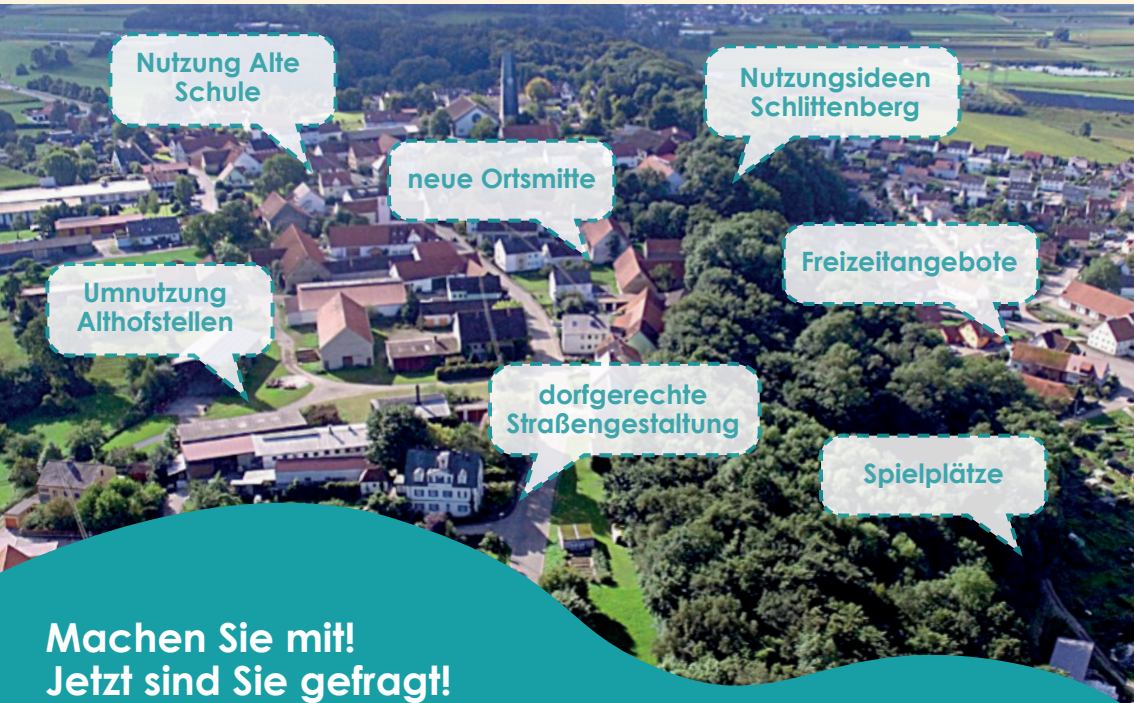 Nutzung Alte
Schule
Nutzungsideen
Schlittenberg
neue Ortsmitte
Freizeitangebote
Umnutzung
Althofstellen
dorfgerechte
Straßengestaltung
Spielplätze
Machen Sie mit!
Jetzt sind Sie gefragt!